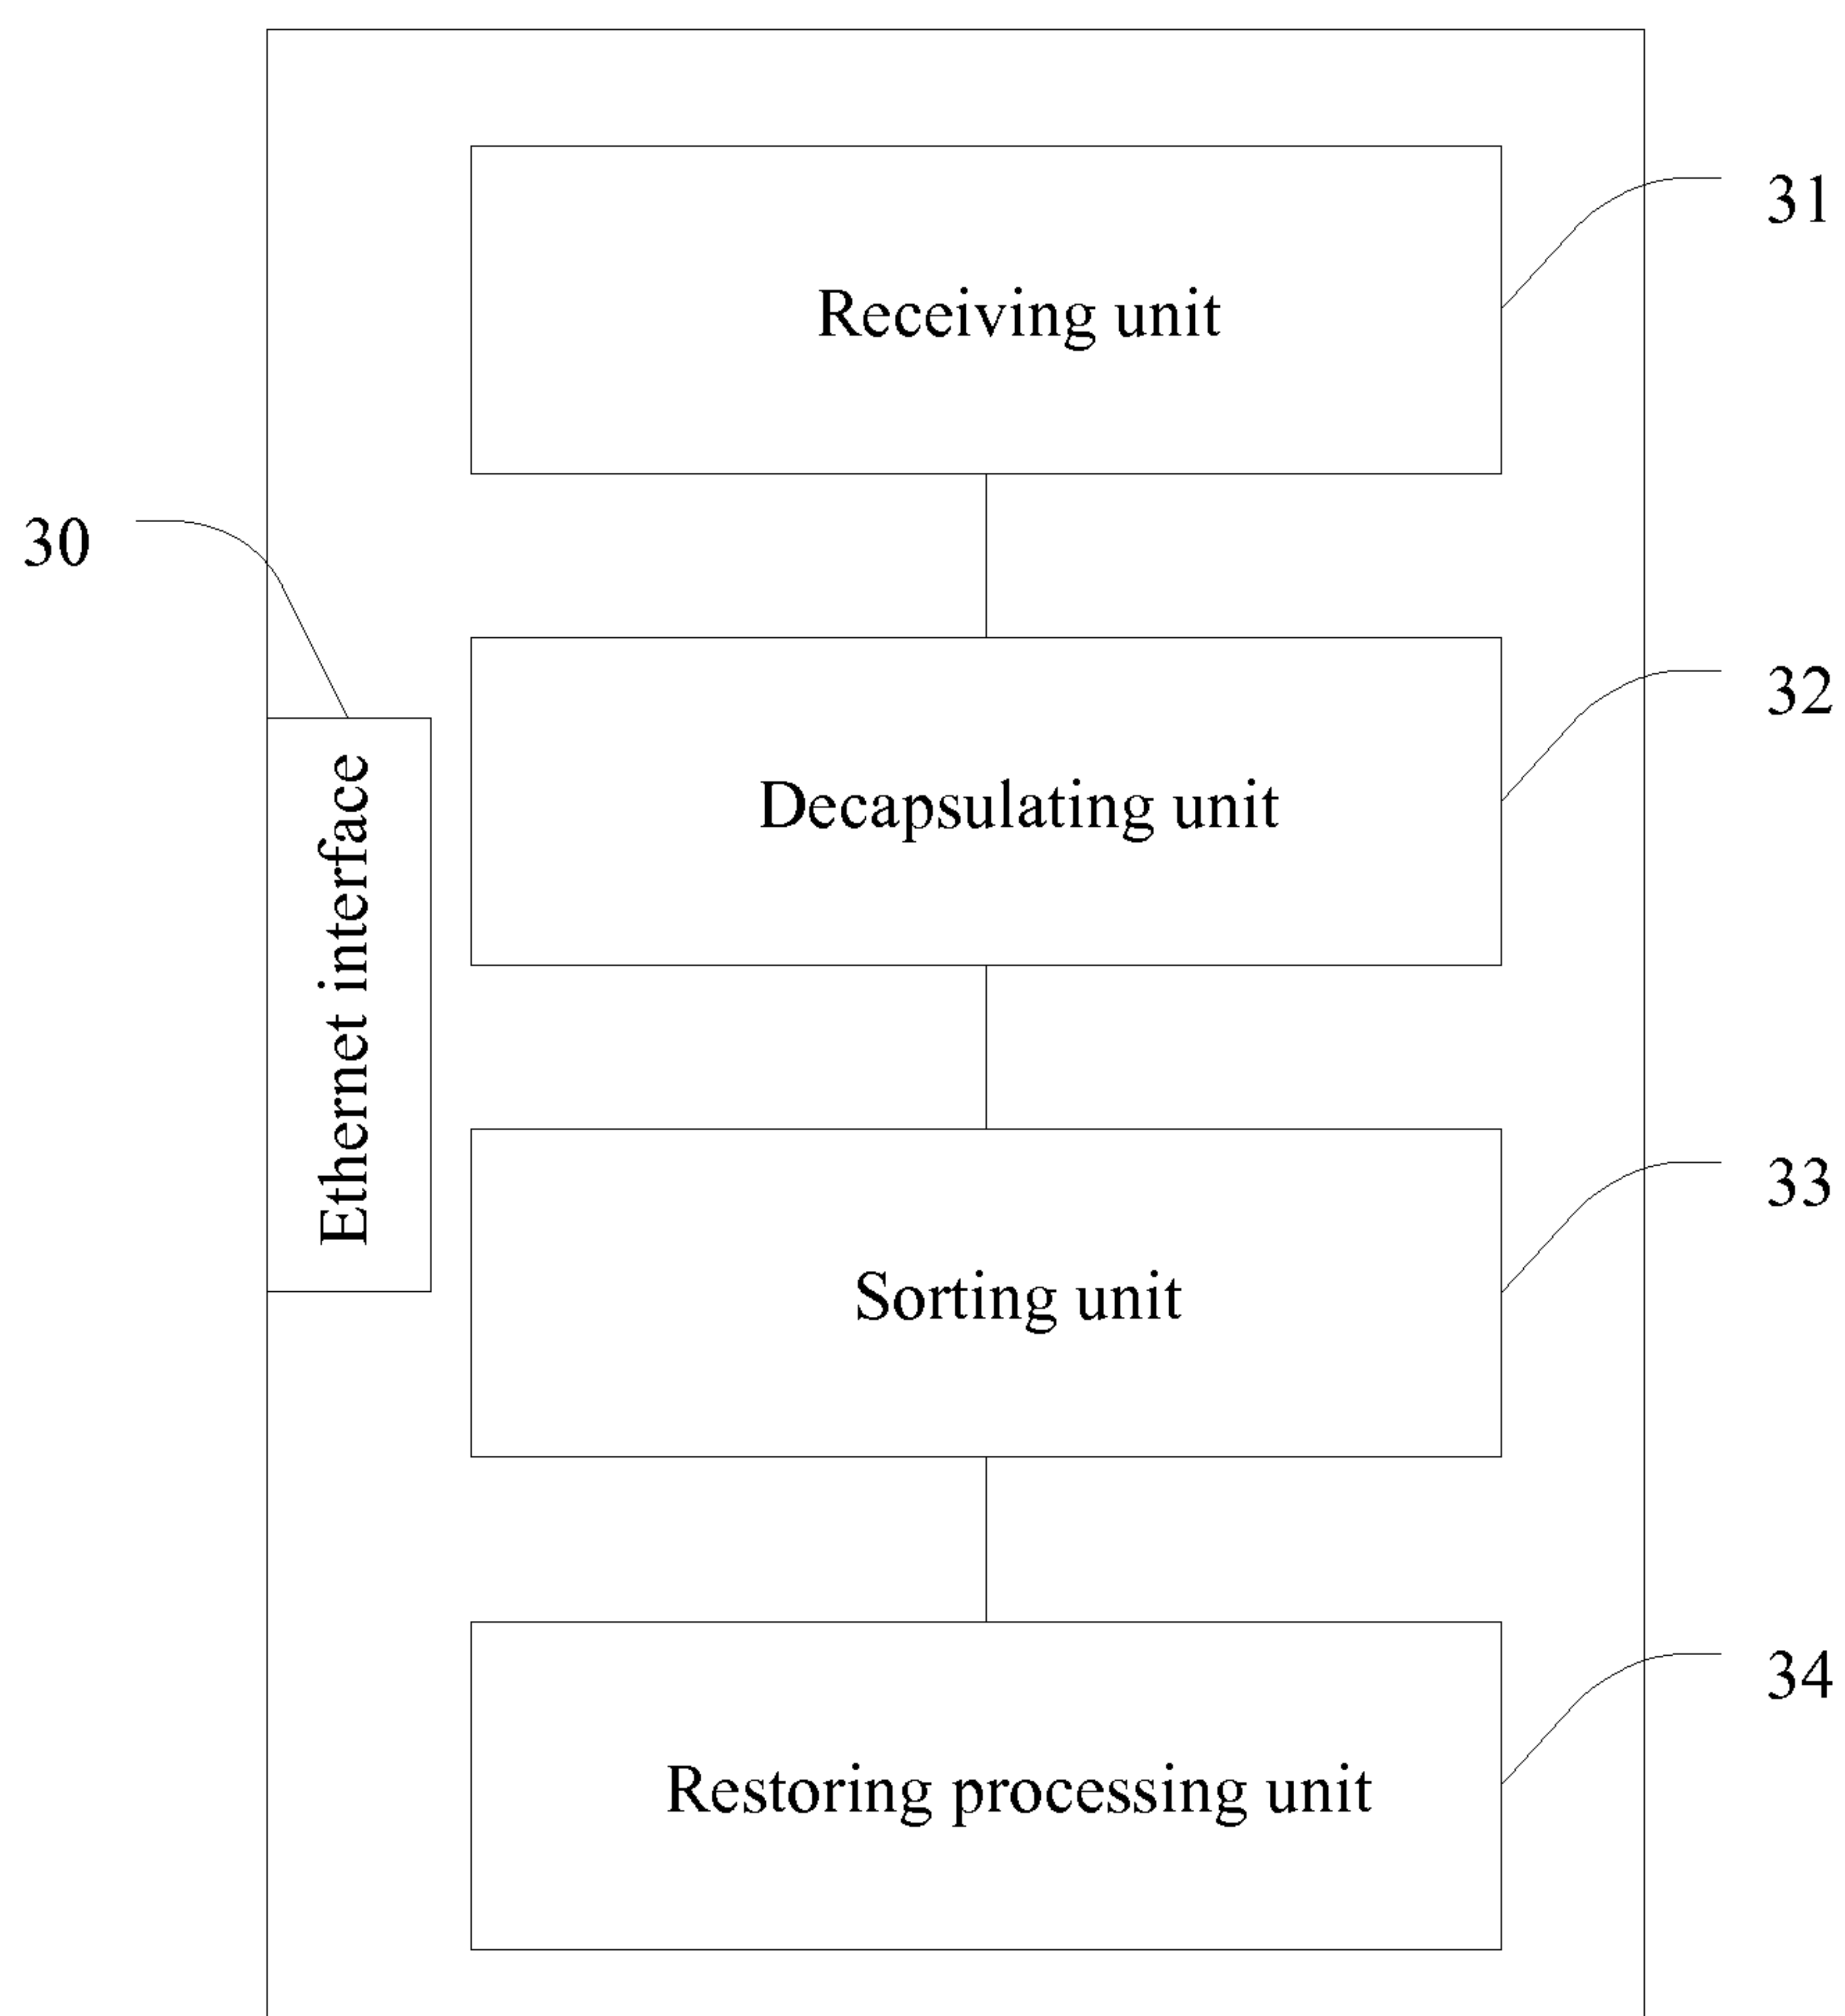 31
Receiving unit
30
32
Decapsulating unit
Ethernet interface
33
Sorting unit
34
Restoring processing unit